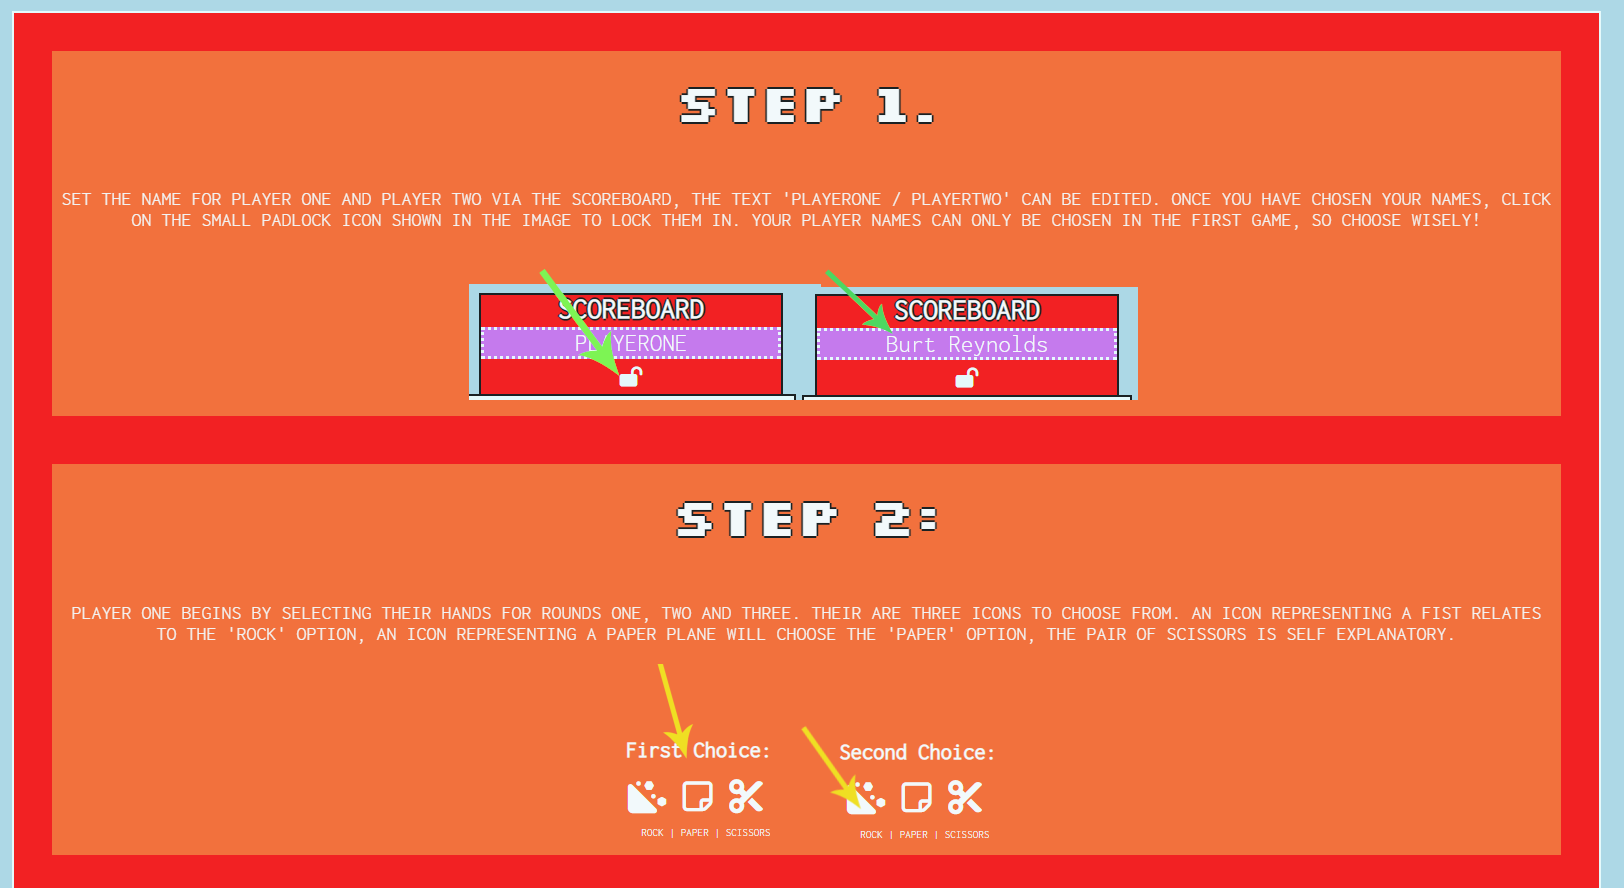 STEP 1.
SET THE NAME FOR PLAYER ONE AND PLAYER TWO VIA THE SCOREBOARD, THE TEXT 'PLAYERONE / PLAYERTWO' CAN BE EDITED. ONCE YOU HAVE CHOSEN YOUR NAMES, CLICK
ON THE SMALL PADLOCK ICON SHOWN IN THE IMAGE TO LOCK THEM IN. YOUR PLAYER NAMES CAN ONLY BE CHOSEN IN THE FIRST GAME, SO CHOOSE WISELY!
SCOREBOARD
PLAYERONE
SCOREBOARD
Burt Reynolds
STEP 2:
PLAYER ONE BEGINS BY SELECTING THEIR HANDS FOR ROUNDS ONE, TWO AND THREE. THEIR ARE THREE ICONS TO CHOOSE FROM. AN ICON REPRESENTING A FIST RELATES
TO THE 'ROCK' OPTION, AN ICON REPRESENTING A PAPER PLANE WILL CHOOSE THE 'PAPER' OPTION, THE PAIR OF SCISSORS IS SELF EXPLANATORY.
First Choice:
ROCK | PAPER | SCISSORS
Second Choice:
ROCK | PAPER | SCISSORS